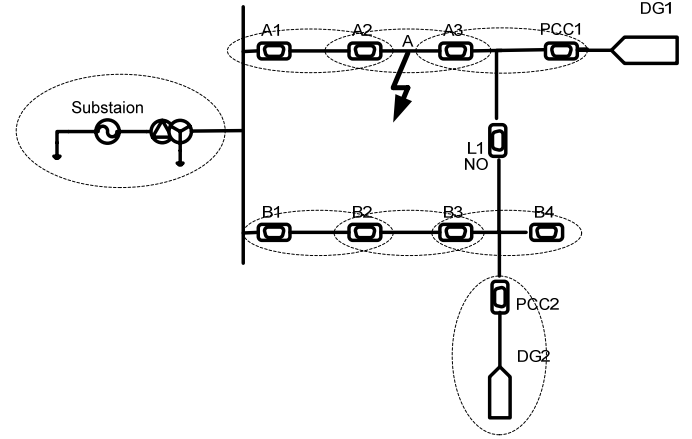 DG1
A1
A2
A
A3
PCC1
Substaion
L1
NO
B1
B2
B3
B4
PCC2
DG2